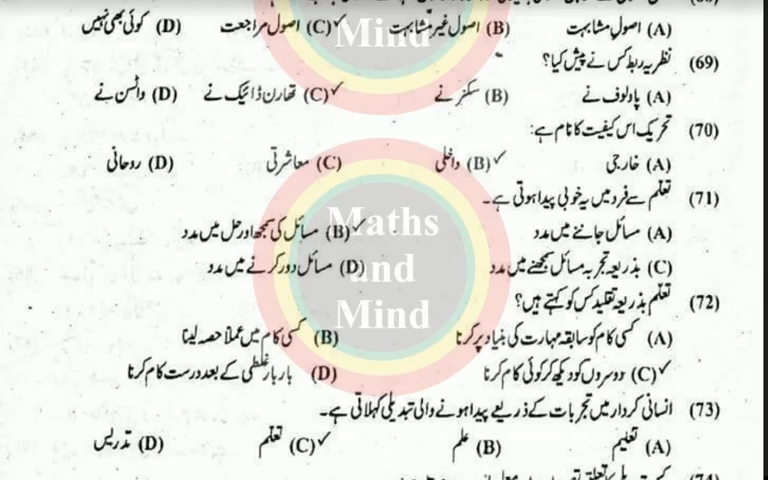 (A) اصول مشابہت (B) اصول غیر مشابہت ✓(C) اصول مراجعت (D) کوئی بھی نہیں
(69) نظریہ ربط کس نے پیش کیا؟
(A) پاولوف نے (B) سکنر نے ✓(C) تھارن ڈائیک نے (D) واٹسن نے
(70) تحریک اس کیفیت کا نام ہے:
(A) خارجی ✓(B) داخلی (C) معاشرتی (D) روحانی
(71) تعلم سے فرد میں یہ خوبی پیدا ہوتی ہے۔
(A) مسائل جاننے میں مدد ✓(B) مسائل کی سمجھ اور حل میں مدد
(C) بذریعہ تجربہ مسائل سمجھنے میں مدد (D) مسائل دور کرنے میں مدد
(72) تعلم بذریعہ تقلید کس کو کہتے ہیں؟
(A) کسی کام کو سابقہ مہارت کی بنیاد پر کرنا (B) کسی کام میں عملاً حصہ لینا
✓(C) دوسروں کو دیکھ کر کوئی کام کرنا (D) بار بار غلطی کے بعد درست کام کرنا
(73) انسانی کردار میں تجربات کے ذریعے پیدا ہونے والی تبدیلی کہلاتی ہے۔
(A) تعلیم (B) علم ✓(C) تعلم (D) تدریس
Mind
Maths
and
Mind